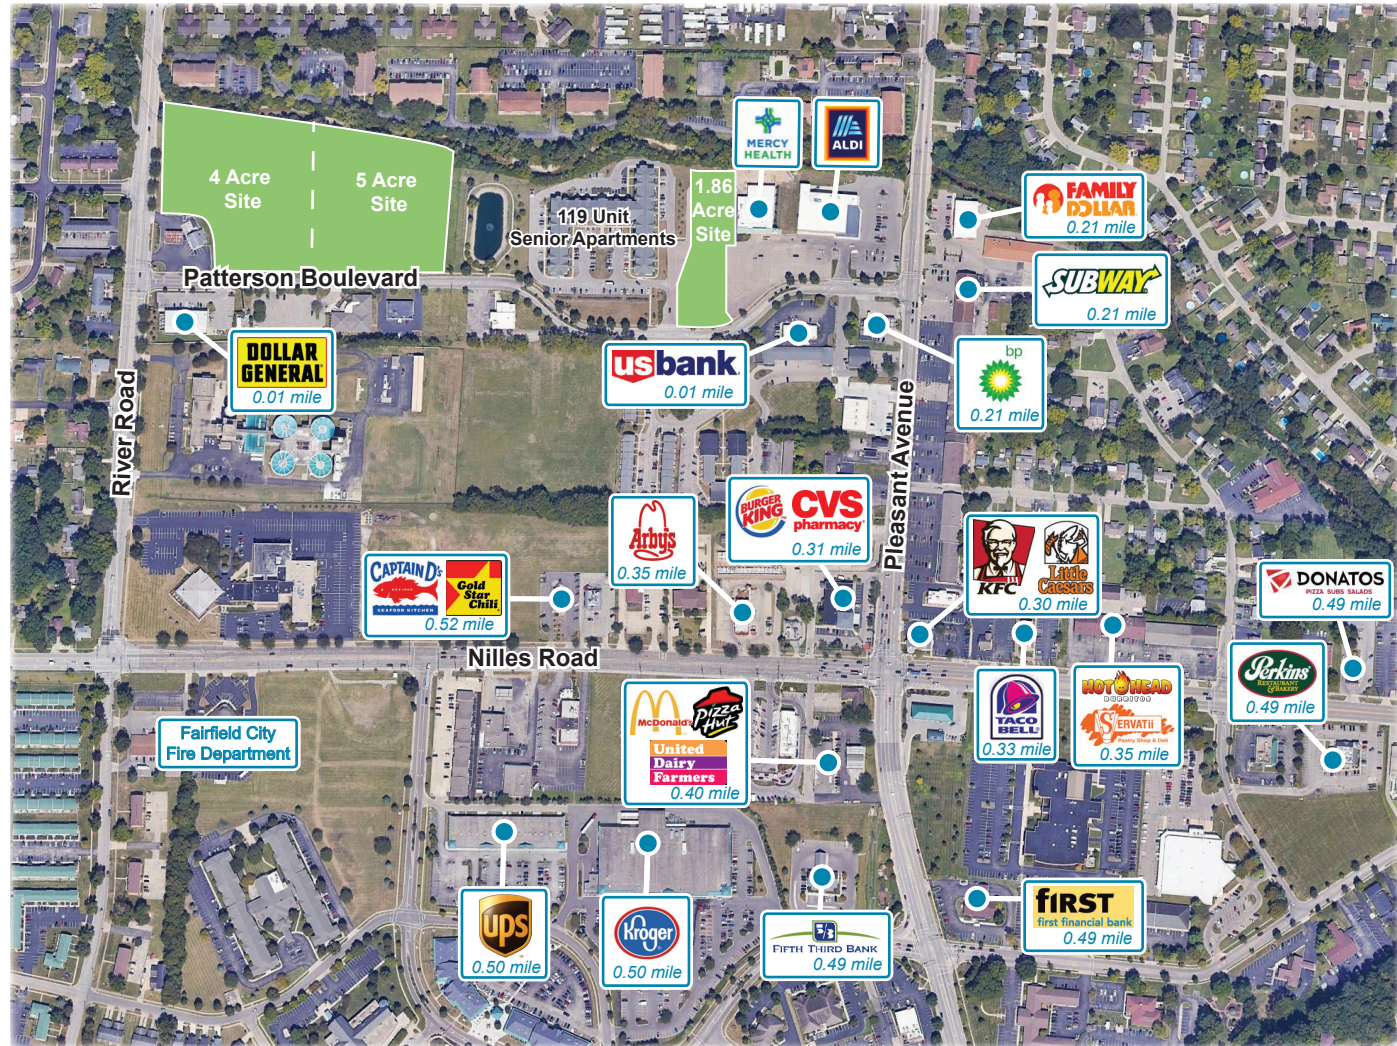 4 Acre
Site
5 Acre
Site
119 Unit
Senior Apartments
1.86
Acre
Site
MERCY
HEALTH
ALDI
FAMILY
DOLLAR
0.21 mile
SUBWAY
0.21 mile
Patterson Boulevard
DOLLAR
GENERAL
0.01 mile
usbank
0.01 mile
bp
0.21 mile
River Road
Pleasant Avenue
Arby's
0.35 mile
BURGER
KING
CVS
pharmacy
0.31 mile
KFC
Little
Caesars
0.30 mile
CAPTAIN D's
SEAFOOD KITCHEN
Gold
Star
Chili
0.52 mile
DONATOS
PIZZA SUBS SALADS
0.49 mile
Nilles Road
Perkins
RESTAURANT
& BAKERY
0.49 mile
TACO
BELL
0.33 mile
HOT HEAD
BURRITOS
SERVATii
Pastry Shop & Deli
0.35 mile
McDonald's
Pizza
Hut
United
Dairy
Farmers
0.40 mile
Fairfield City
Fire Department
ups
0.50 mile
Kroger
0.50 mile
FIFTH THIRD BANK
0.49 mile
fiRST
first financial bank
0.49 mile